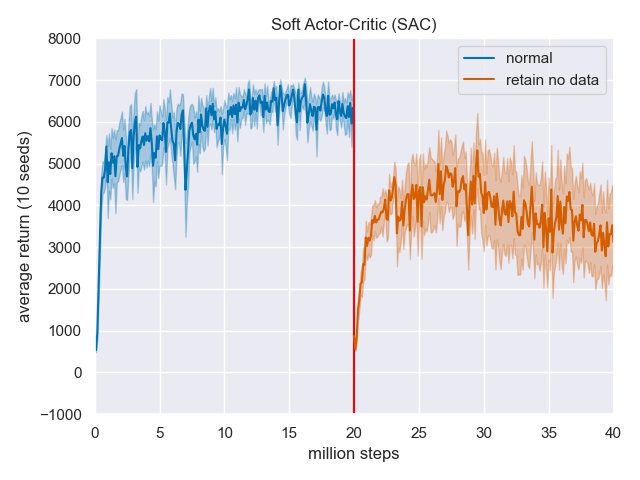 Soft Actor-Critic (SAC)
8000
7000
6000
5000
4000
3000
2000
1000
0
−1000
average return (10 seeds)
normal
retain no data
0 5 10 15 20 25 30 35 40
million steps